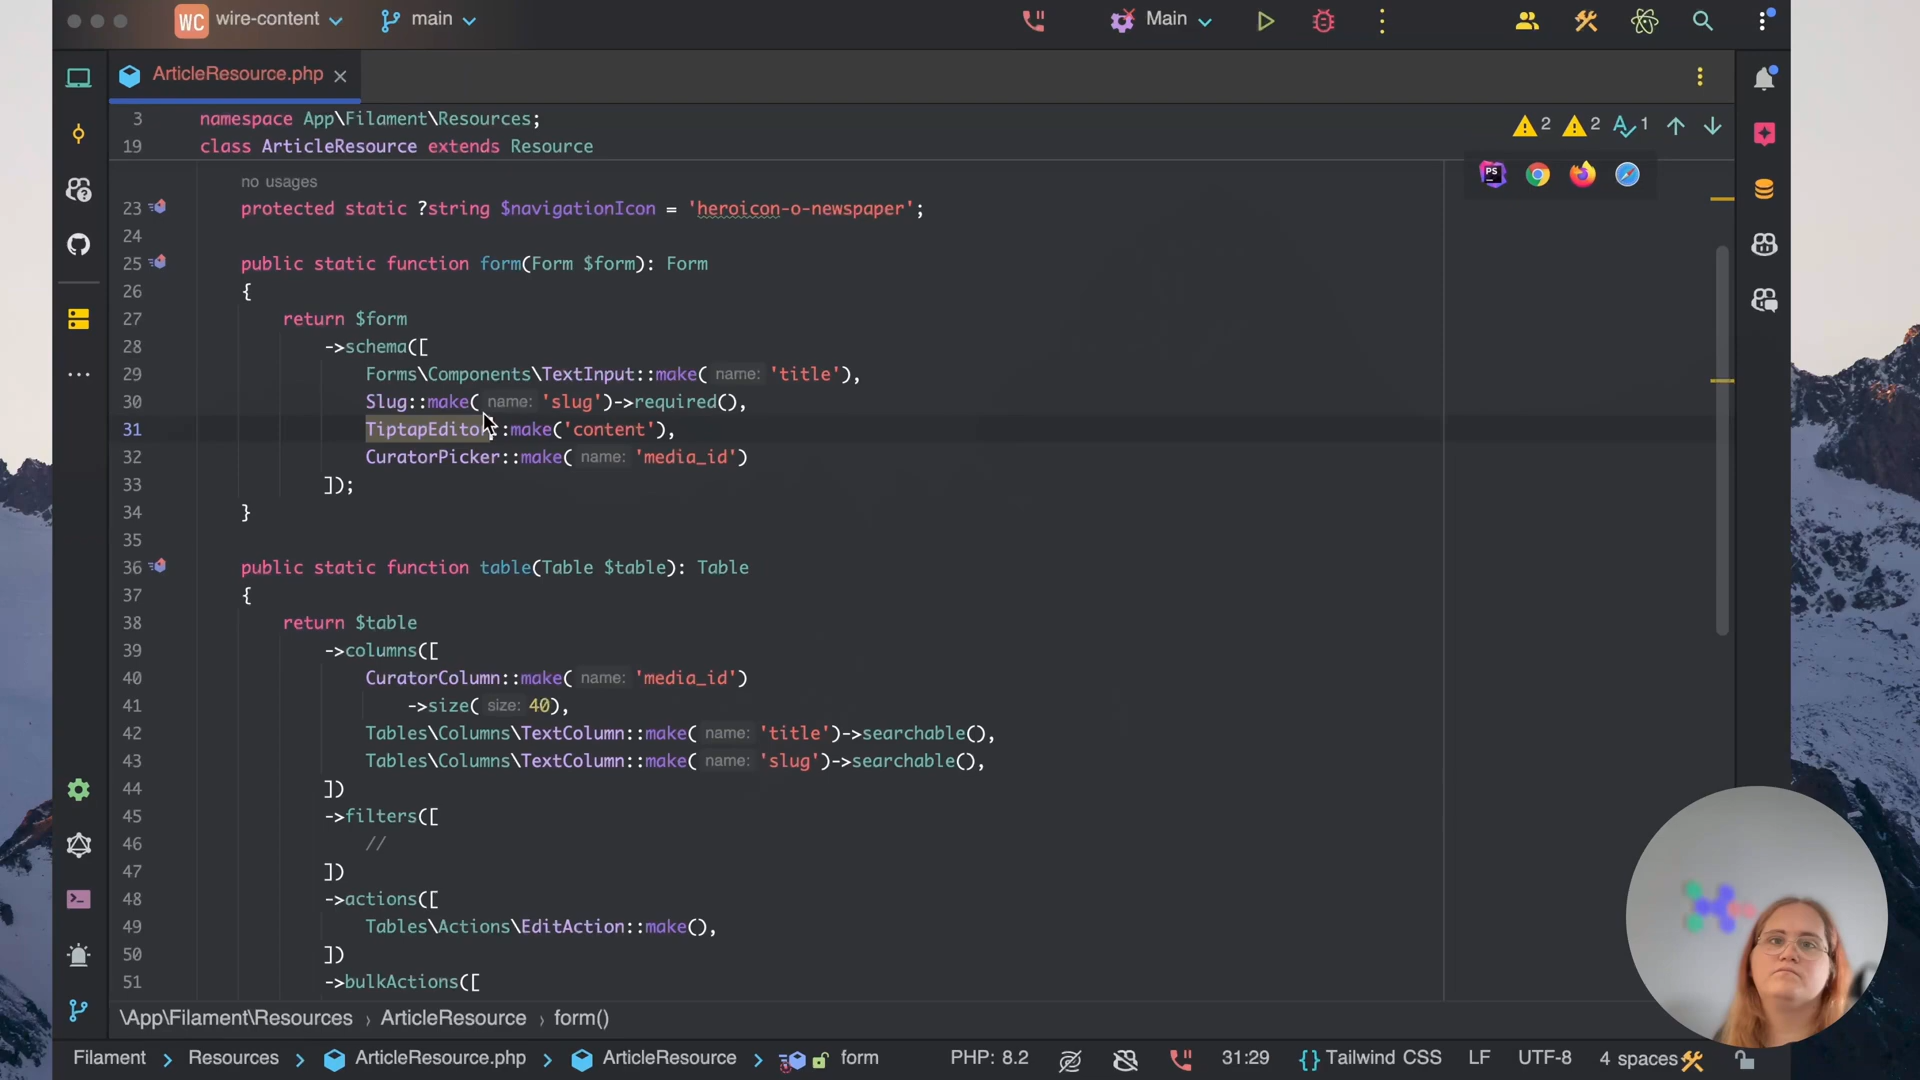 WC wire-content main Main
ArticleResource.php
3 namespace App\Filament\Resources;
2 2 1
19 class ArticleResource extends Resource
PS
no usages
23 protected static ?string $navigationIcon = 'heroicon-o-newspaper';
24
25 public static function form(Form $form): Form
26 {
27 return $form
28 ->schema([
29 Forms\Components\TextInput::make( name: 'title'),
30 Slug::make( name: 'slug')->required(),
31 TiptapEditor::make('content'),
32 CuratorPicker::make( name: 'media_id')
33 ]);
34 }
35
36 public static function table(Table $table): Table
37 {
38 return $table
39 ->columns([
40 CuratorColumn::make( name: 'media_id')
41 ->size( size: 40),
42 Tables\Columns\TextColumn::make( name: 'title')->searchable(),
43 Tables\Columns\TextColumn::make( name: 'slug')->searchable(),
44 ])
45 ->filters([
46 //
47 ])
48 ->actions([
49 Tables\Actions\EditAction::make(),
50 ])
51 ->bulkActions([
\App\Filament\Resources › ArticleResource › form()
Filament > Resources > ArticleResource.php > ArticleResource > form PHP: 8.2 31:29 {} Tailwind CSS LF UTF-8 4 spaces